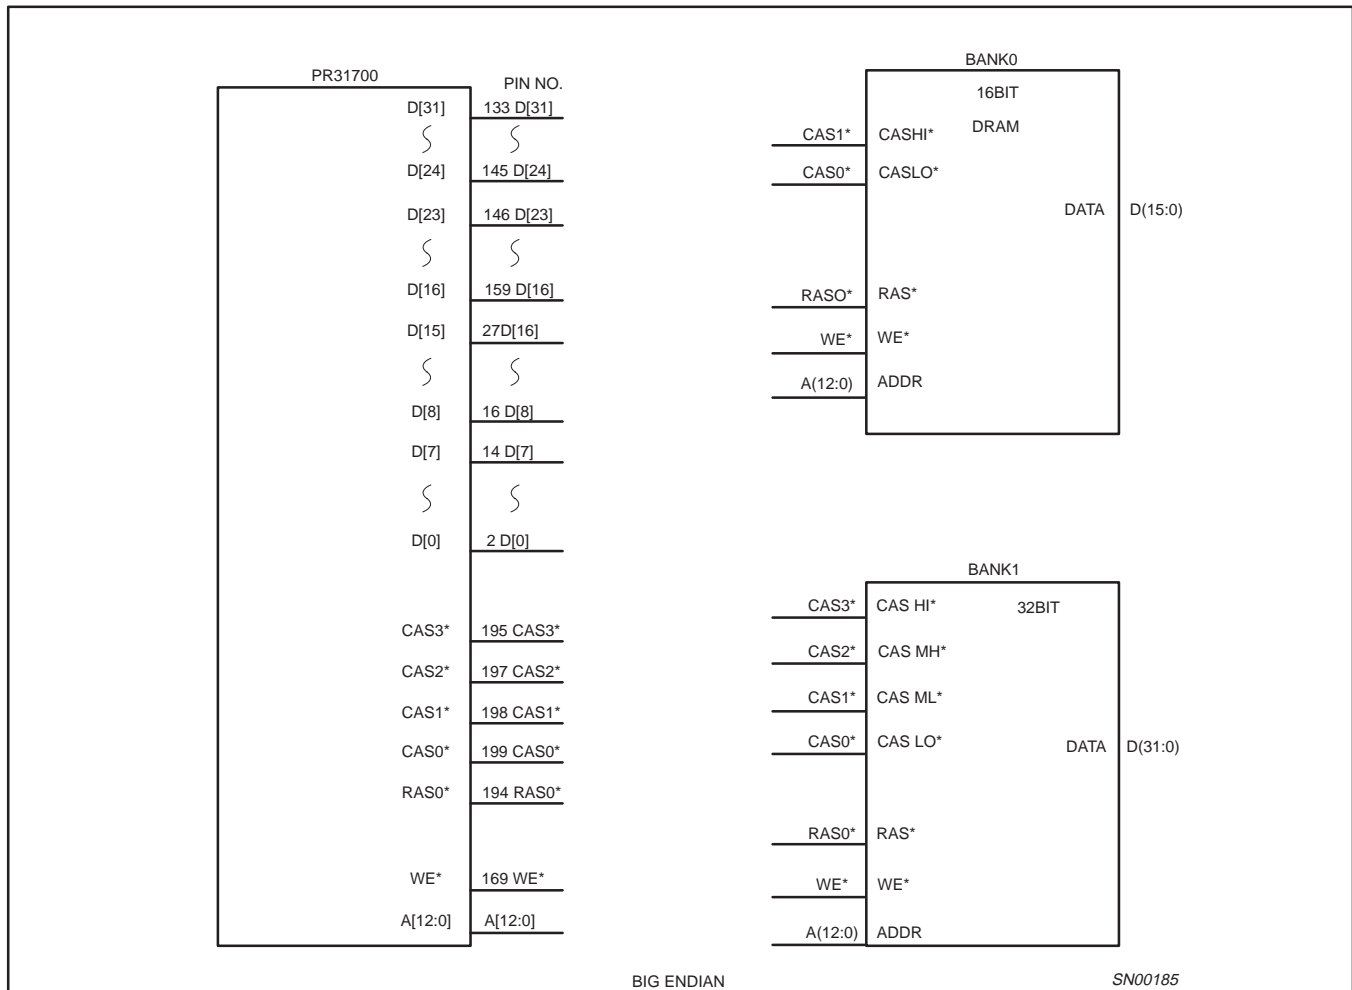 PR31700
PIN NO.
D[31] 133 D[31]
D[24] 145 D[24]
D[23] 146 D[23]
D[16] 159 D[16]
D[15] 27D[16]
D[8] 16 D[8]
D[7] 14 D[7]
D[0] 2 D[0]
CAS3* 195 CAS3*
CAS2* 197 CAS2*
CAS1* 198 CAS1*
CAS0* 199 CAS0*
RAS0* 194 RAS0*
WE* 169 WE*
A[12:0] A[12:0]
BANK0
16BIT
DRAM
CAS1* CASHI*
CAS0* CASLO*
DATA D(15:0)
RASO* RAS*
WE* WE*
A(12:0) ADDR
BANK1
32BIT
CAS3* CAS HI*
CAS2* CAS MH*
CAS1* CAS ML*
CAS0* CAS LO*
DATA D(31:0)
RAS0* RAS*
WE* WE*
A(12:0) ADDR
BIG ENDIAN
SN00185